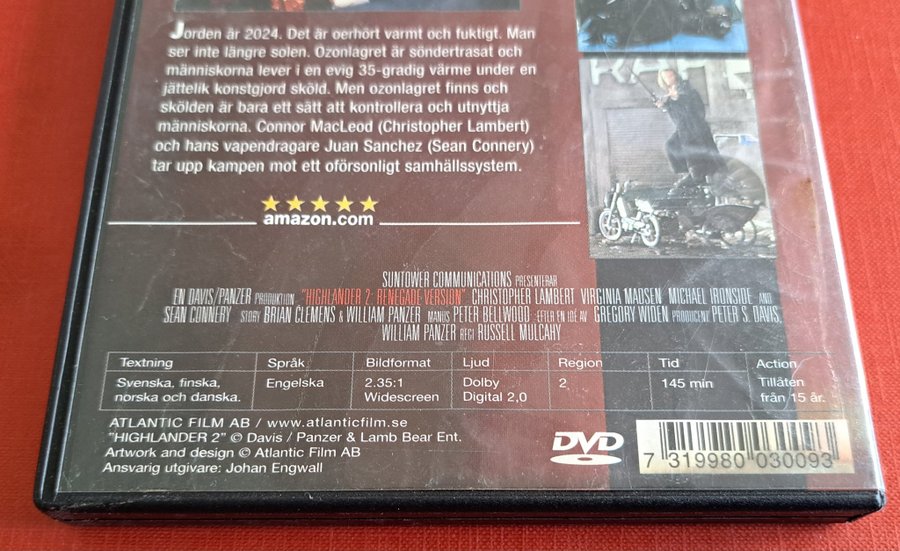 Jorden är 2024. Det är oerhört varmt och fuktigt. Man
ser inte längre solen. Ozonlagret är söndertrasat och
människorna lever i en evig 35-gradig värme under en
jättelik konstgjord sköld. Men ozonlagret finns och
skölden är bara ett sätt att kontrollera och utnyttja
människorna. Connor MacLeod (Christopher Lambert)
och hans vapendragare Juan Sanchez (Sean Connery)
tar upp kampen mot ett oförsonligt samhällssystem.
amazon.com
SUNTOWER COMMUNICATIONS PRESENTERAR
EN DAVIS/PANZER PRODUKTION "HIGHLANDER 2: RENEGADE VERSION" CHRISTOPHER LAMBERT VIRGINIA MADSEN MICHAEL IRONSIDE AND
SEAN CONNERY STORY BRIAN CLEMENS & WILLIAM PANZER MANUS PETER BELLWOOD EFTER EN IDÉ AV GREGORY WIDEN PRODUCENT PETER S. DAVIS,
WILLIAM PANZER REGI RUSSELL MULCAHY
Textning Språk Bildformat Ljud Region Tid Action
Svenska, finska, Engelska 2.35:1 Dolby 2 145 min Tillåten
norska och danska. Widescreen Digital 2,0 från 15 år.
ATLANTIC FILM AB / www.atlanticfilm.se
"HIGHLANDER 2" © Davis / Panzer & Lamb Bear Ent.
Artwork and design © Atlantic Film AB
Ansvarig utgivare: Johan Engwall
DVD
7 319980 030093